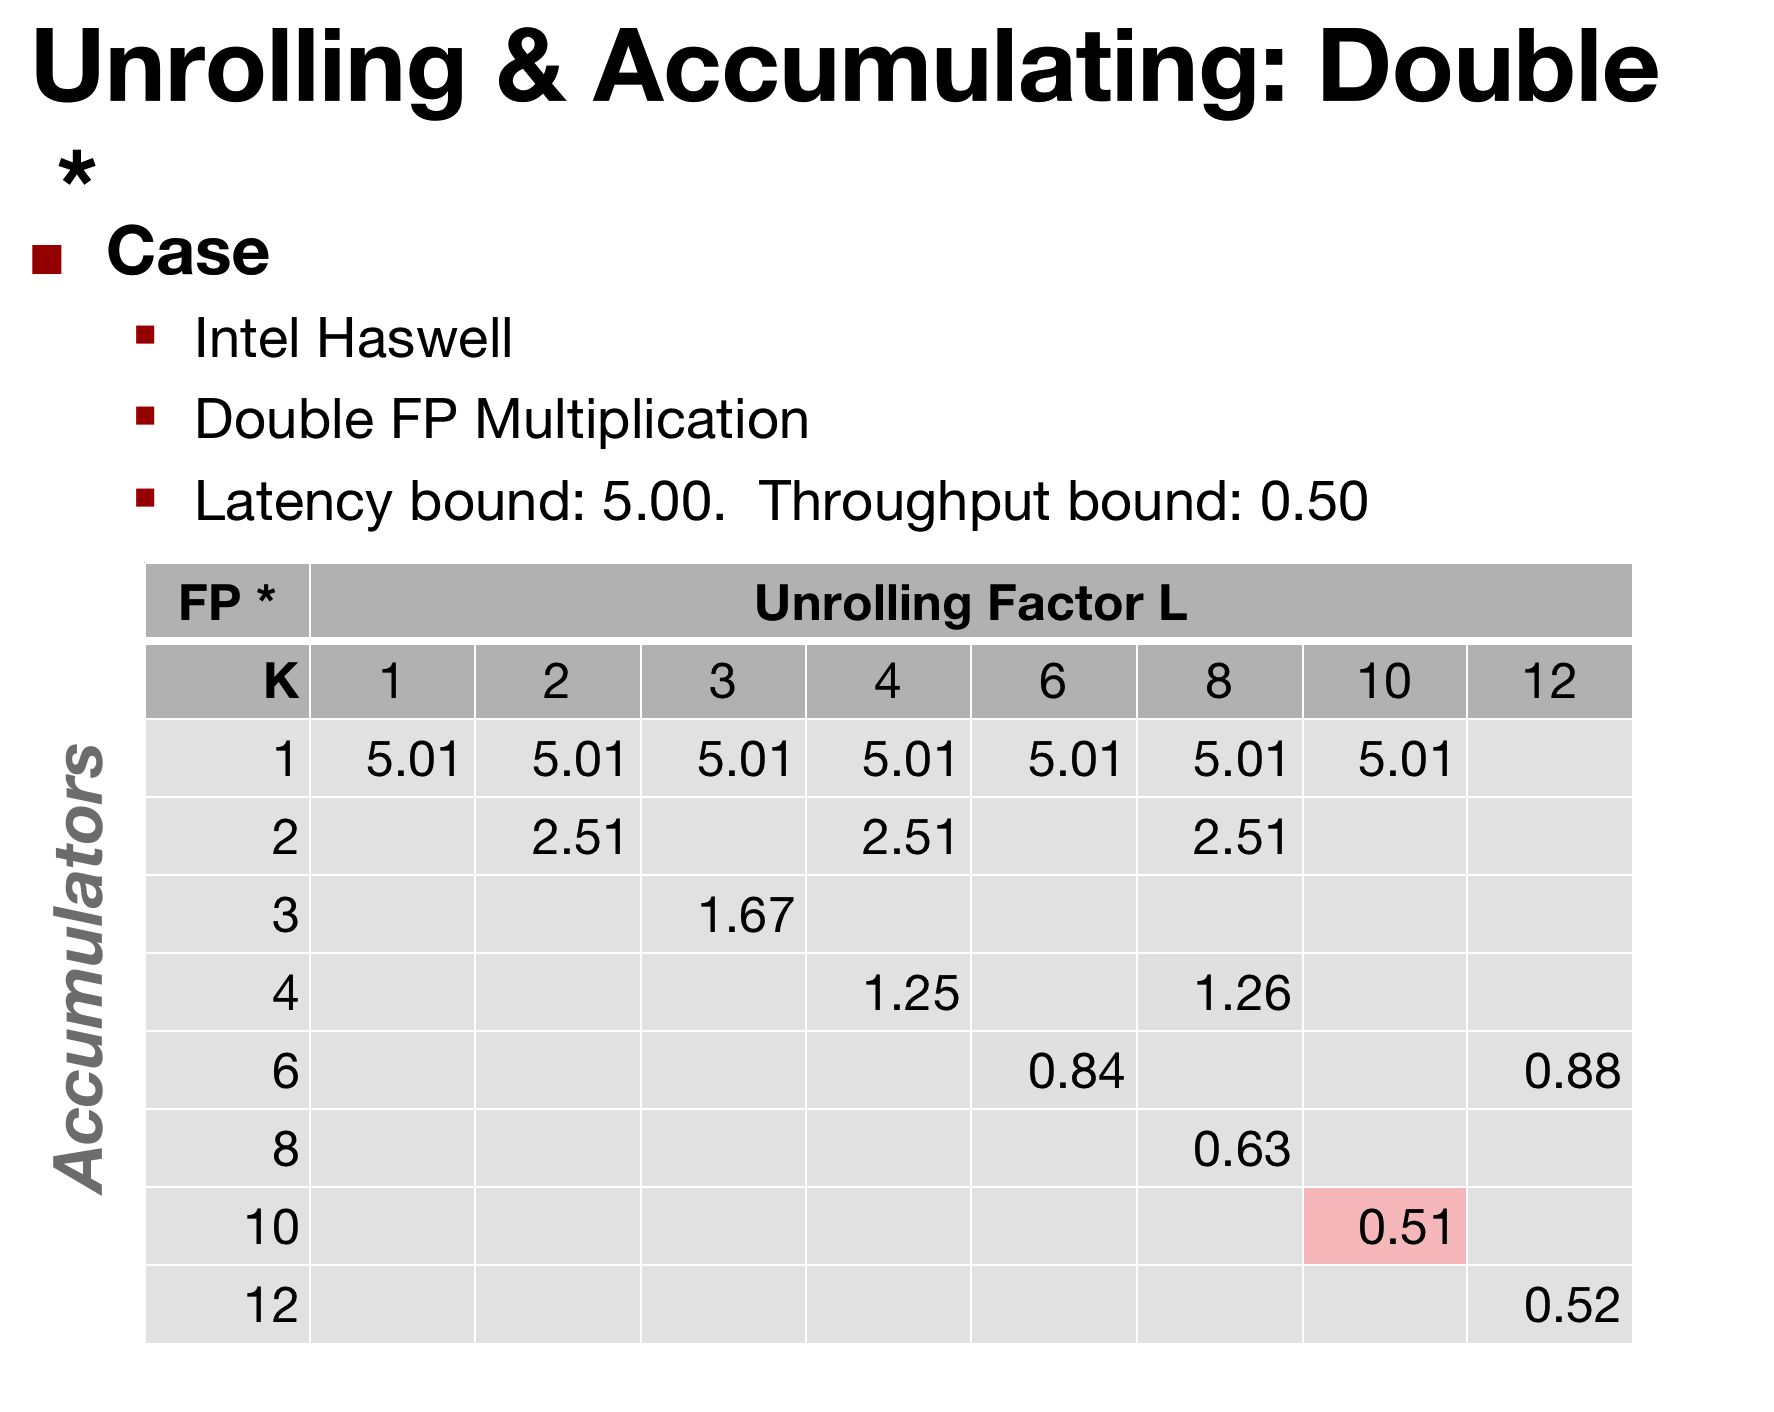 Unrolling & Accumulating: Double
*
Case
Intel Haswell
Double FP Multiplication
Latency bound: 5.00.  Throughput bound: 0.50
FP * Unrolling Factor L
K 1 2 3 4 6 8 10 12
1 5.01 5.01 5.01 5.01 5.01 5.01 5.01
2 2.51 2.51 2.51
3 1.67
4 1.25 1.26
6 0.84 0.88
8 0.63
10 0.51
12 0.52
Accumulators